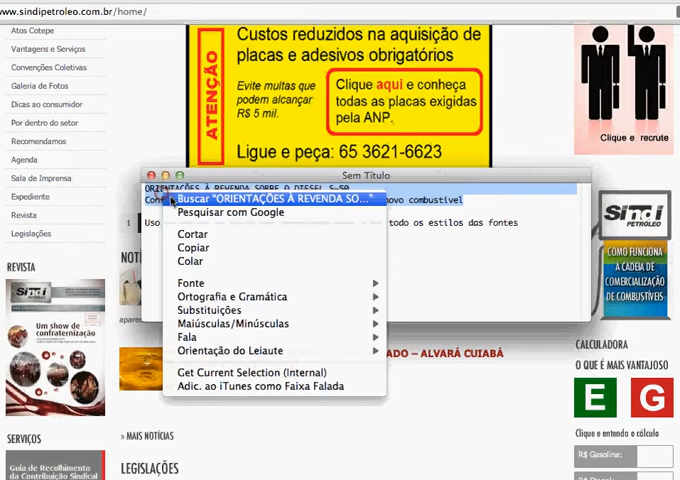 www.sindipetroleo.com.br/home/
Atos Cotepe
Vantagens e Serviços
Convenções Coletivas
Galeria de Fotos
Dicas ao consumidor
Por dentro do setor
Recomendamos
Agenda
Sala de Imprensa
Expediente
Revista
Legislações
REVISTA
Sindi
PETRÓLEO
Um show de
confraternização
SERVIÇOS
Guia de Recolhimento
da Contribuição Sindical
ATENÇÃO
Custos reduzidos na aquisição de
placas e adesivos obrigatórios
Evite multas que
podem alcançar
R$ 5 mil.
Clique aqui e conheça
todas as placas exigidas
pela ANP.
Ligue e peça: 65 3621-6623
Sem Título
ORIENTAÇÕES À REVENDA SOBRE O DIESEL S-50
novo combustível
1
Uso
todo os estilos das fontes
Buscar "ORIENTAÇÕES À REVENDA SO..."
Pesquisar com Google
Cortar
Copiar
Colar
Fonte
Ortografia e Gramática
Substituições
Maiúsculas/Minúsculas
Fala
Orientação do Leiaute
Get Current Selection (Internal)
Adic. ao iTunes como Faixa Falada
NOTÍ
apares
ADO – ALVARÁ CUIABÁ
» MAIS NOTÍCIAS
LEGISLAÇÕES
Clique e recrute
Sindi
PETRÓLEO
COMO FUNCIONA
A CADEIA DE
COMERCIALIZAÇÃO
DE COMBUSTÍVEIS
CALCULADORA
O QUE É MAIS VANTAJOSO
E G
Clique e entenda o cálculo
R$ Gasolina: